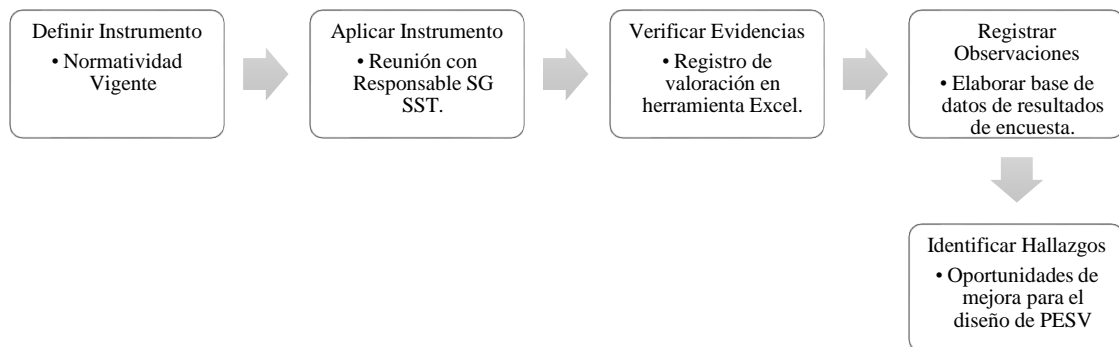 Definir Instrumento
• Normatividad
Vigente
Aplicar Instrumento
• Reunión con
Responsable SG
SST.
Verificar Evidencias
• Registro de
valoración en
herramienta Excel.
Registrar
Observaciones
• Elaborar base de
datos de resultados
de encuesta.
Identificar Hallazgos
• Oportunidades de
mejora para el
diseño de PESV